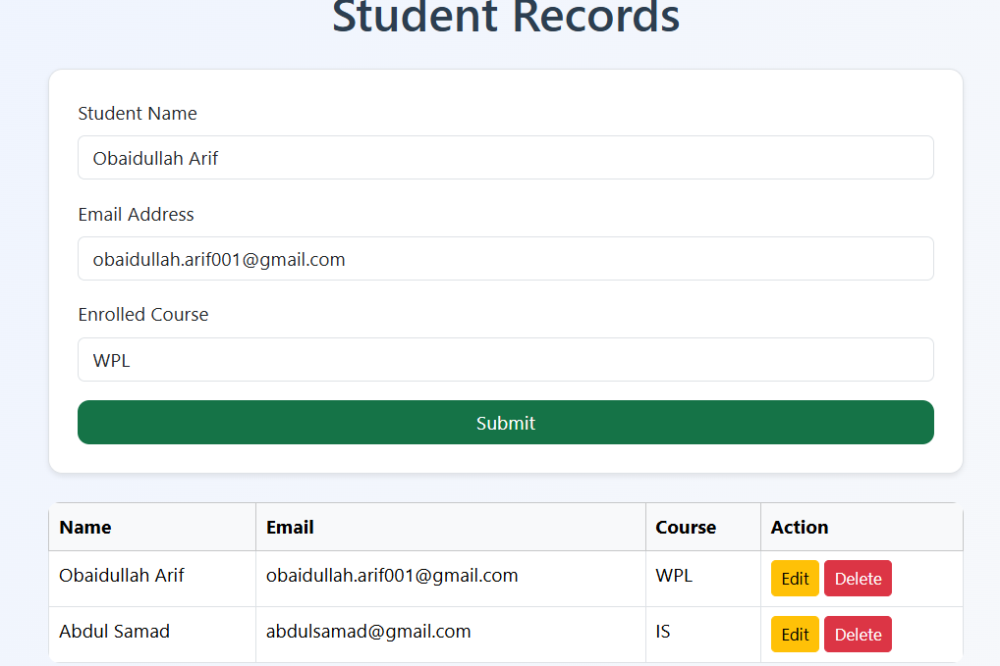 Student Records
Student Name
Obaidullah Arif
Email Address
obaidullah.arif001@gmail.com
Enrolled Course
WPL
Submit
Name Email Course Action
Obaidullah Arif obaidullah.arif001@gmail.com WPL Edit Delete
Abdul Samad abdulsamad@gmail.com IS Edit Delete